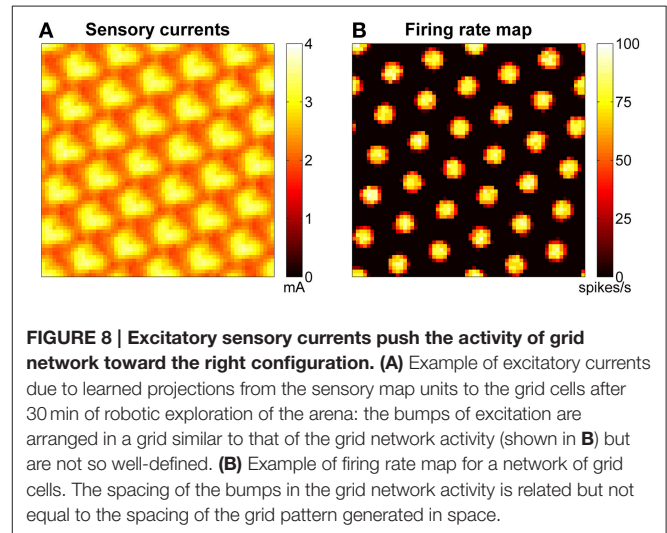 A Sensory currents
4
3
2
1
0
mA
B Firing rate map
100
75
50
25
0
spikes/s
FIGURE 8 | Excitatory sensory currents push the activity of grid
network toward the right configuration. (A) Example of excitatory currents
due to learned projections from the sensory map units to the grid cells after
30 min of robotic exploration of the arena: the bumps of excitation are
arranged in a grid similar to that of the grid network activity (shown in B) but
are not so well-defined. (B) Example of firing rate map for a network of grid
cells. The spacing of the bumps in the grid network activity is related but not
equal to the spacing of the grid pattern generated in space.